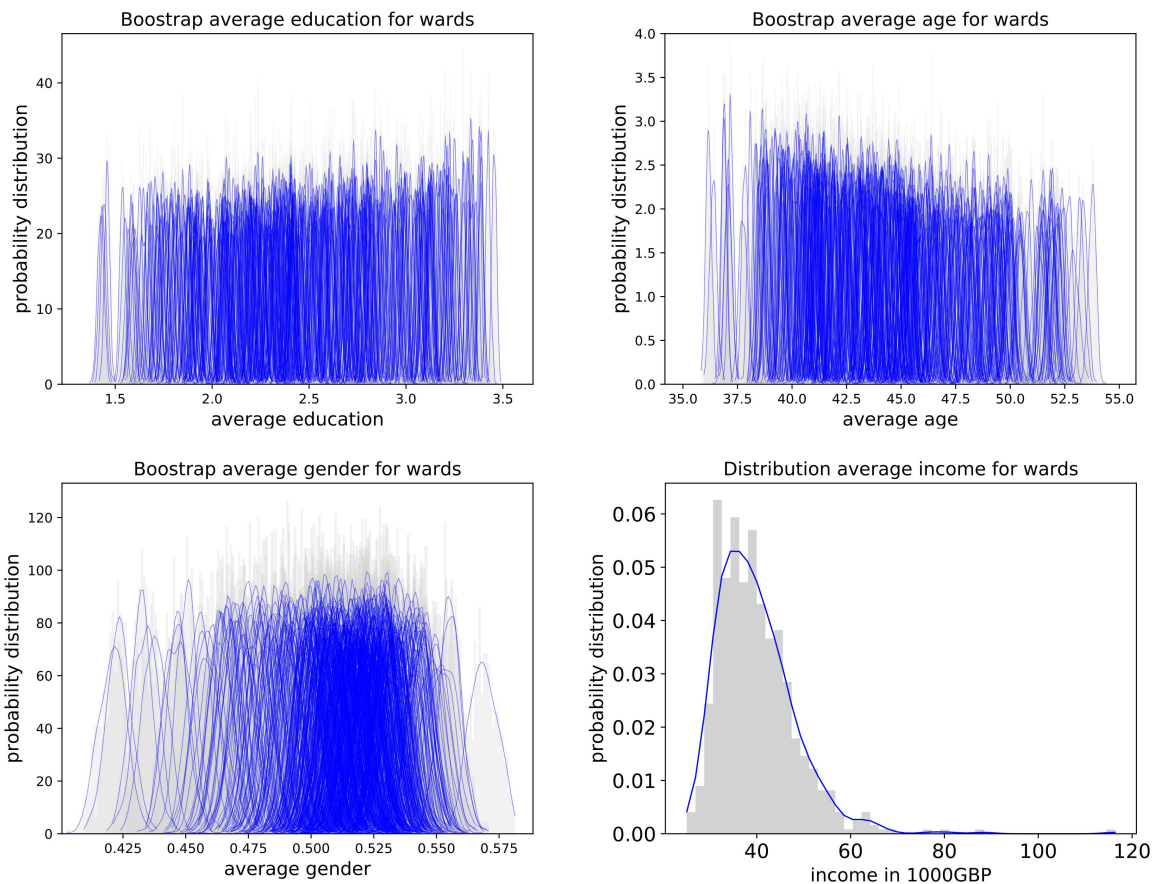 Boostrap average education for wards
probability distribution
40
30
20
10
0
1.5 2.0 2.5 3.0 3.5
average education
Boostrap average age for wards
probability distribution
4.0
3.5
3.0
2.5
2.0
1.5
1.0
0.5
0.0
35.0 37.5 40.0 42.5 45.0 47.5 50.0 52.5 55.0
average age
Boostrap average gender for wards
probability distribution
120
100
80
60
40
20
0
0.425 0.450 0.475 0.500 0.525 0.550 0.575
average gender
Distribution average income for wards
probability distribution
0.06
0.05
0.04
0.03
0.02
0.01
0.00
40 60 80 100 120
income in 1000GBP